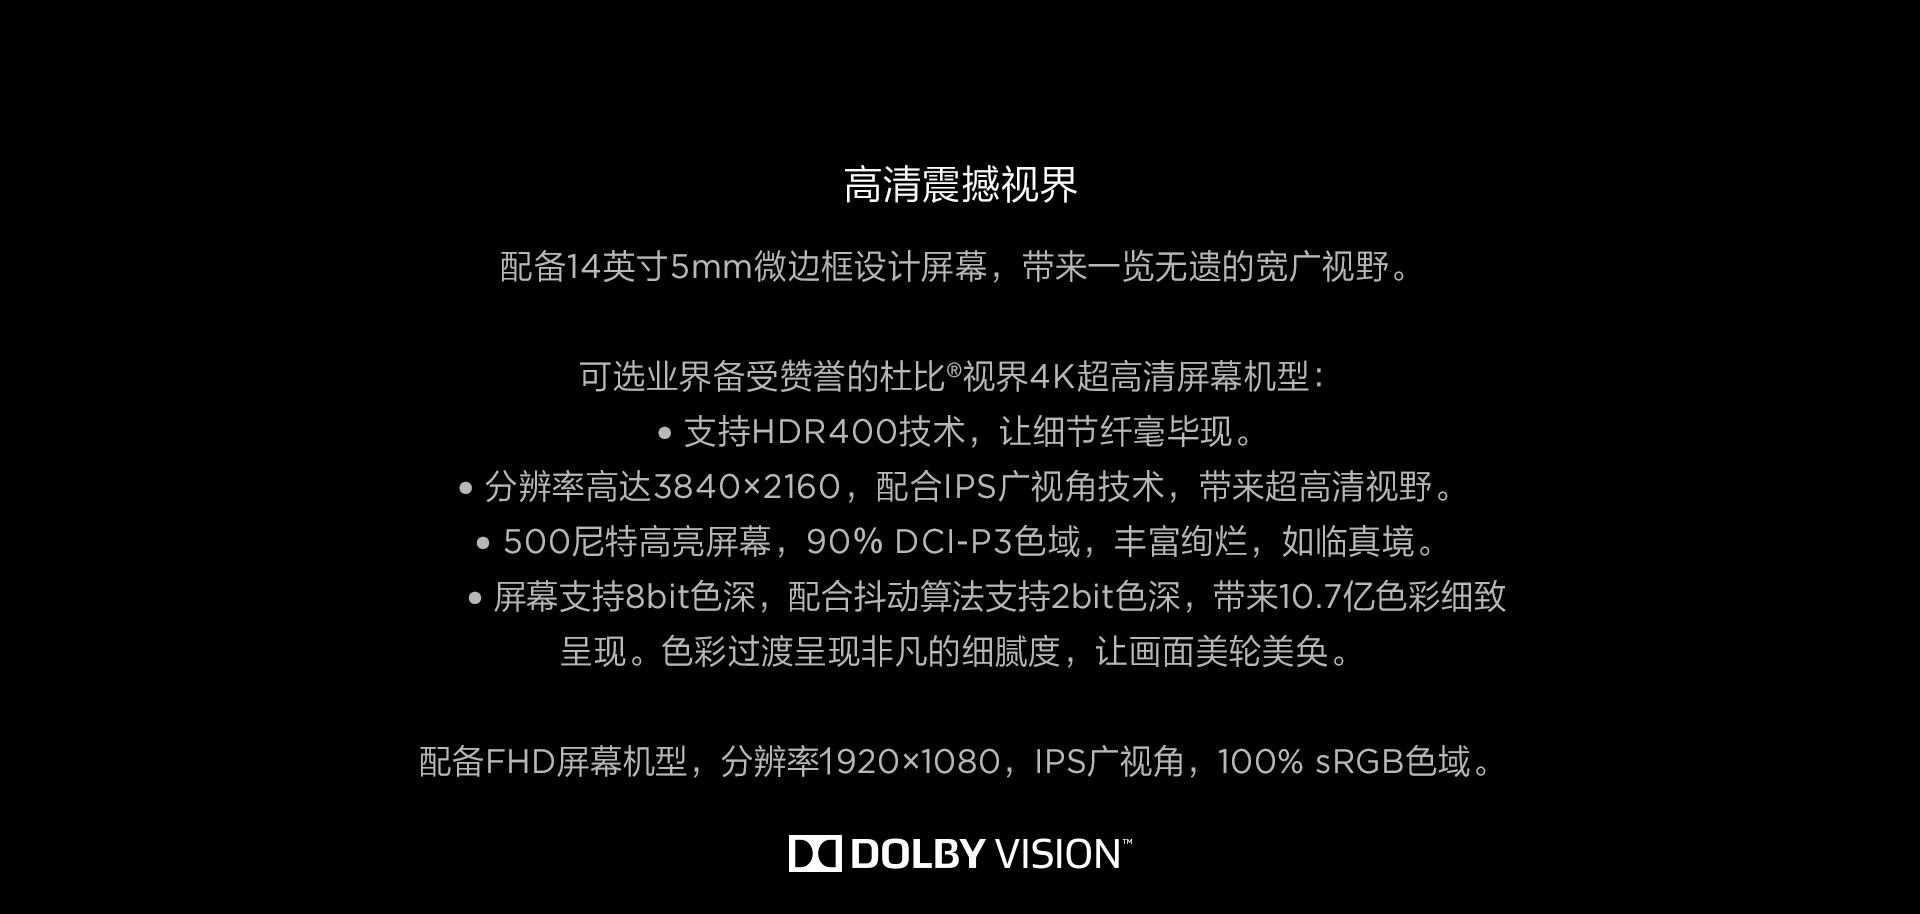 高清震撼视界
配备14英寸5mm微边框设计屏幕，带来一览无遗的宽广视野。
可选业界备受赞誉的杜比®视界4K超高清屏幕机型：
• 支持HDR400技术，让细节纤毫毕现。
• 分辨率高达3840×2160，配合IPS广视角技术，带来超高清视野。
• 500尼特高亮屏幕，90% DCI-P3色域，丰富绚烂，如临真境。
• 屏幕支持8bit色深，配合抖动算法支持2bit色深，带来10.7亿色彩细致
呈现。色彩过渡呈现非凡的细腻度，让画面美轮美奂。
配备FHD屏幕机型，分辨率1920×1080，IPS广视角，100% sRGB色域。
DOLBY VISION™